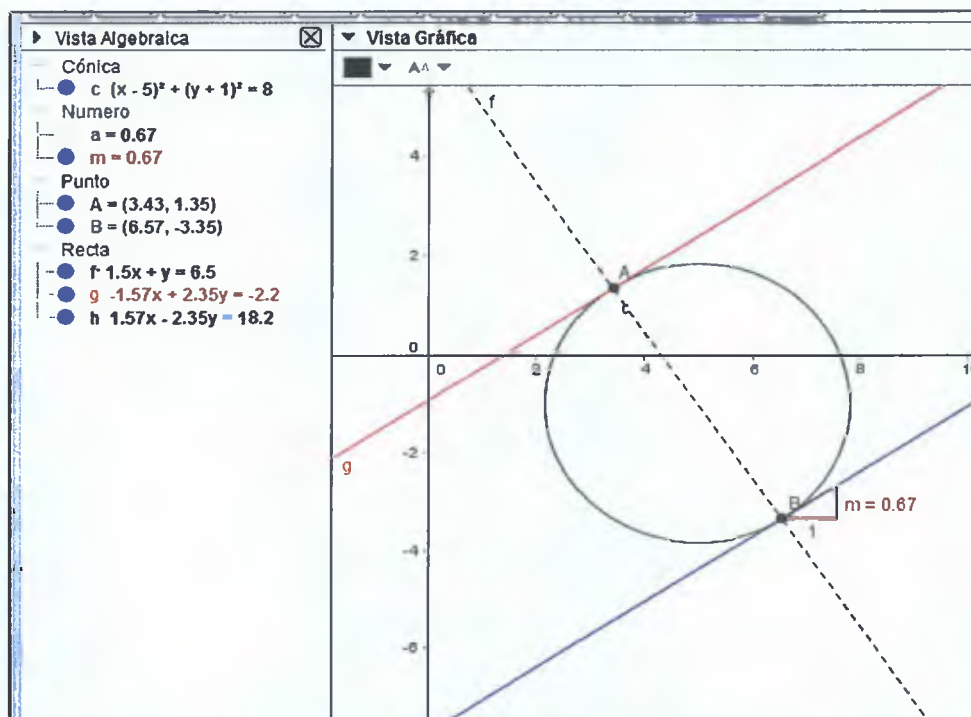 Vista Algebraica
Cónica
c (x - 5)² + (y + 1)² = 8
Numero
a = 0.67
m = 0.67
Punto
A = (3.43, 1.35)
B = (6.57, -3.35)
Recta
f 1.5x + y = 6.5
g -1.57x + 2.35y = -2.2
h 1.57x - 2.35y = 18.2
Vista Gráfica
AA
f
4
2
A
c
0
0 2 4 6 8 10
-2
g
B
m = 0.67
1
-4
-6